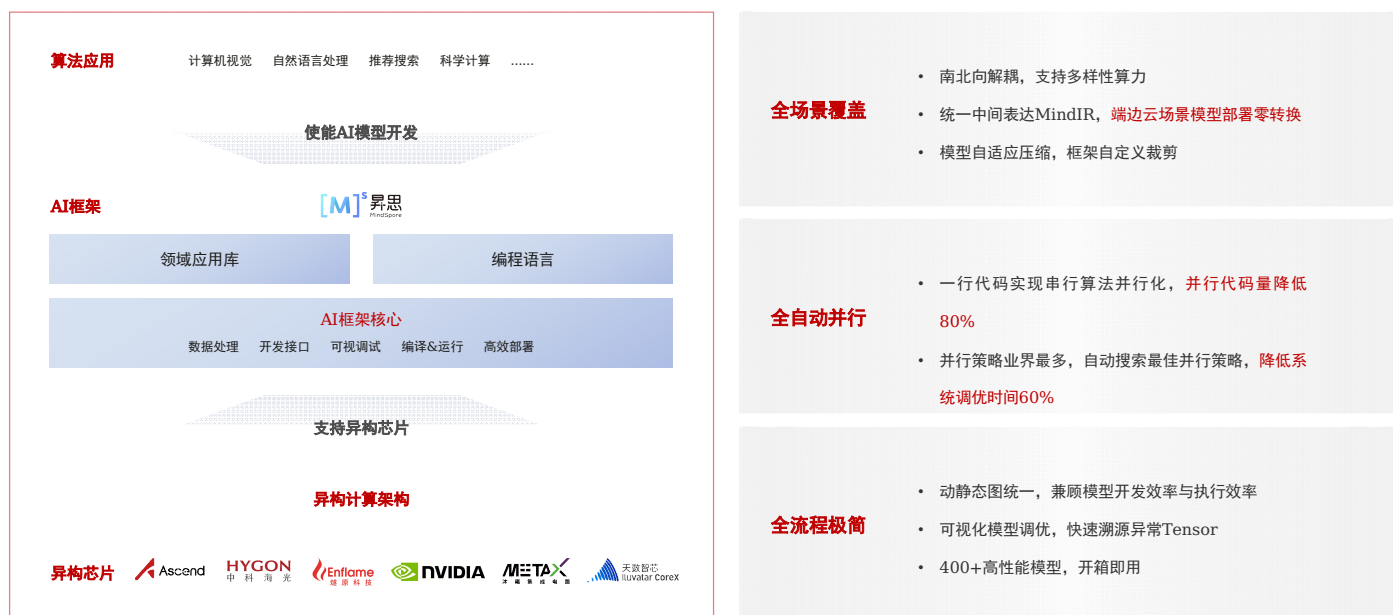 算法应用
计算机视觉 自然语言处理 推荐搜索 科学计算 ……
使能AI模型开发
AI框架
[M]s 昇思
MindSpore
领域应用库 编程语言
AI框架核心
数据处理 开发接口 可视调试 编译&运行 高效部署
支持异构芯片
异构计算架构
异构芯片
Ascend
HYGON
中科海光
Enflame
燧原科技
NVIDIA
METAX
沐曦集成电路
天数智芯
Iluvatar CoreX
全场景覆盖
• 南北向解耦，支持多样性算力
• 统一中间表达MindIR，端边云场景模型部署零转换
• 模型自适应压缩，框架自定义裁剪
全自动并行
• 一行代码实现串行算法并行化，并行代码量降低
80%
• 并行策略业界最多，自动搜索最佳并行策略，降低系
统调优时间60%
全流程极简
• 动静态图统一，兼顾模型开发效率与执行效率
• 可视化模型调优，快速溯源异常Tensor
• 400+高性能模型，开箱即用